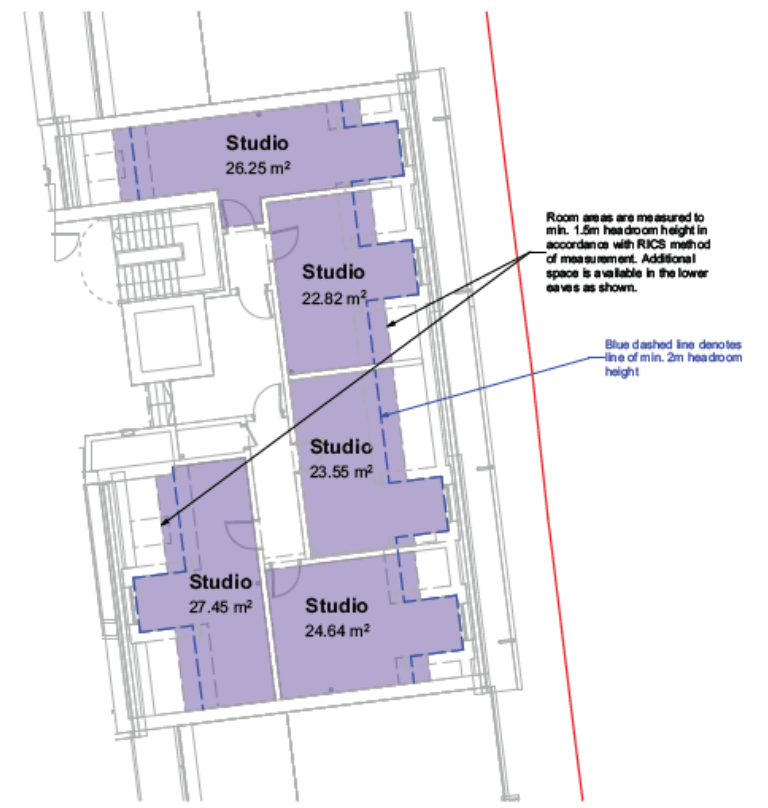 Studio
26.25 m²
Room areas are measured to
min. 1.5m headroom height in
accordance with RICS method
of measurement. Additional
space is available in the lower
eaves as shown.
Studio
22.82 m²
Blue dashed line denotes
line of min. 2m headroom
height
Studio
23.55 m²
Studio
27.45 m²
Studio
24.64 m²